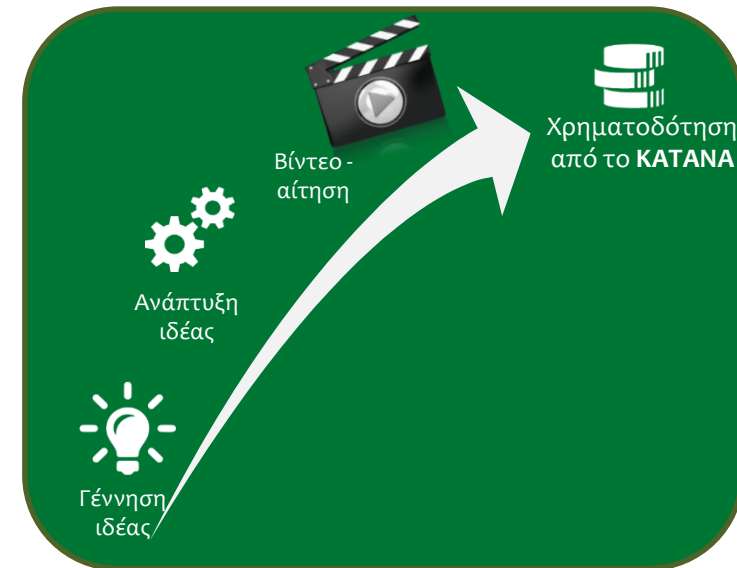 Χρηματοδότηση
από το ΚΑΤΑΝΑ
Βίντεο -
αίτηση
Ανάπτυξη
ιδέας
Γέννηση
ιδέας